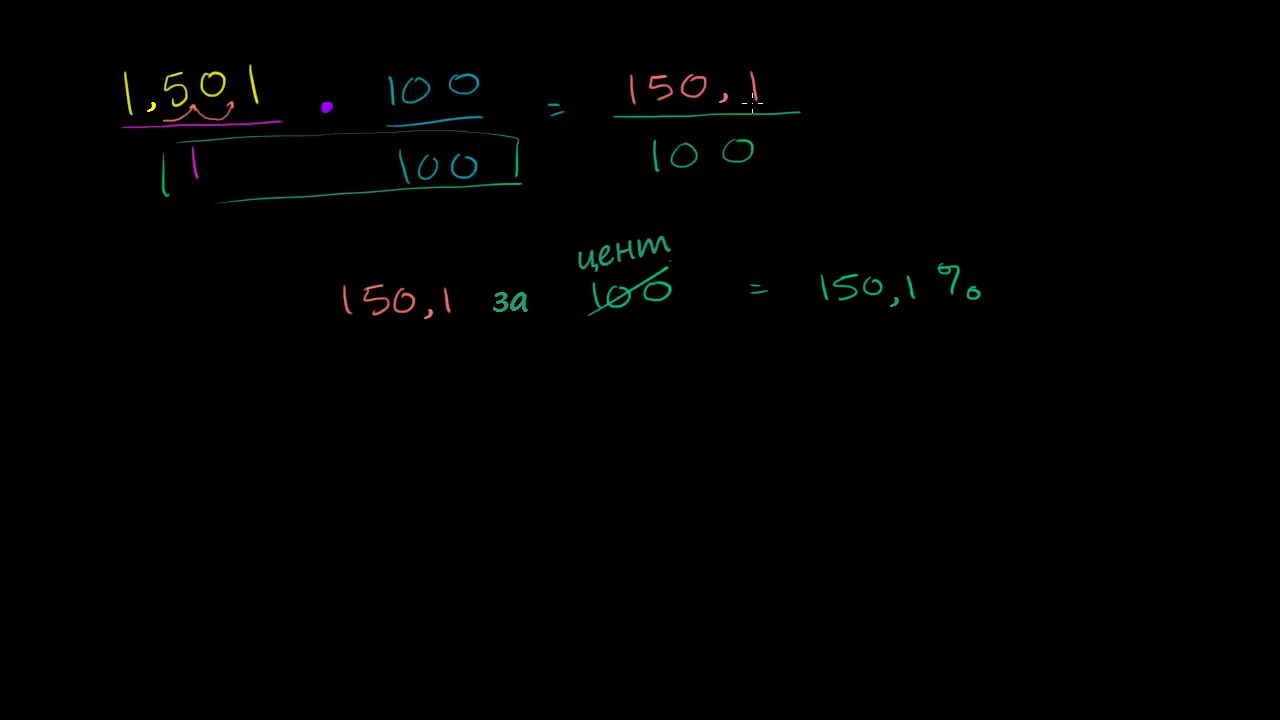 1,501 · 100 = 150,1
1 100 100
цент
150,1 за 100 = 150,1 %